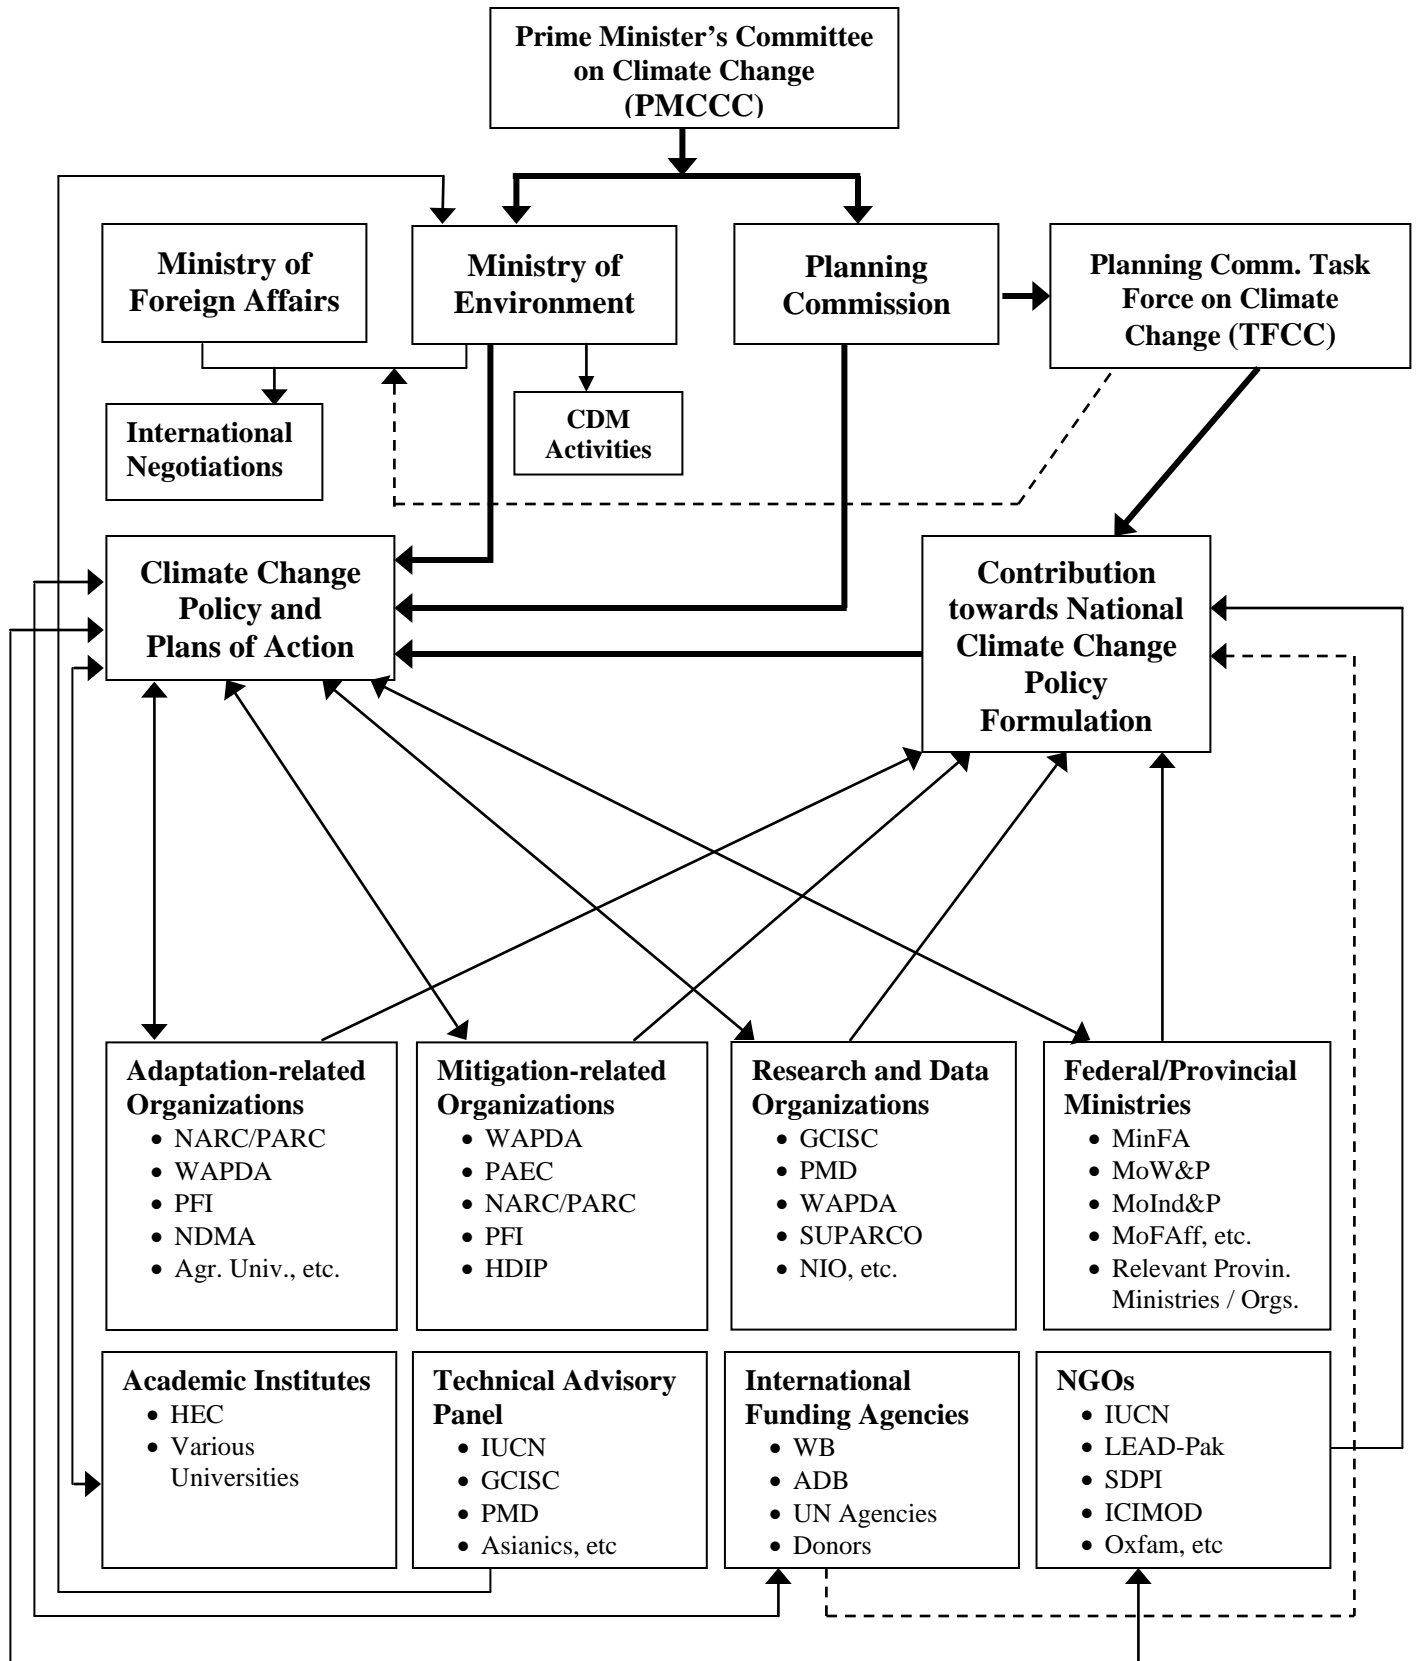 Prime Minister’s Committee
on Climate Change
(PMCCC)
Ministry of
Foreign Affairs
Ministry of
Environment
Planning
Commission
Planning Comm. Task
Force on Climate
Change (TFCC)
International
Negotiations
CDM
Activities
Climate Change
Policy and
Plans of Action
Contribution
towards National
Climate Change
Policy
Formulation
Adaptation-related
Organizations
• NARC/PARC
• WAPDA
• PFI
• NDMA
• Agr. Univ., etc.
Mitigation-related
Organizations
• WAPDA
• PAEC
• NARC/PARC
• PFI
• HDIP
Research and Data
Organizations
• GCISC
• PMD
• WAPDA
• SUPARCO
• NIO, etc.
Federal/Provincial
Ministries
• MinFA
• MoW&P
• MoInd&P
• MoFAff, etc.
• Relevant Provin.
Ministries / Orgs.
Academic Institutes
• HEC
• Various
Universities
Technical Advisory
Panel
• IUCN
• GCISC
• PMD
• Asianics, etc
International
Funding Agencies
• WB
• ADB
• UN Agencies
• Donors
NGOs
• IUCN
• LEAD-Pak
• SDPI
• ICIMOD
• Oxfam, etc